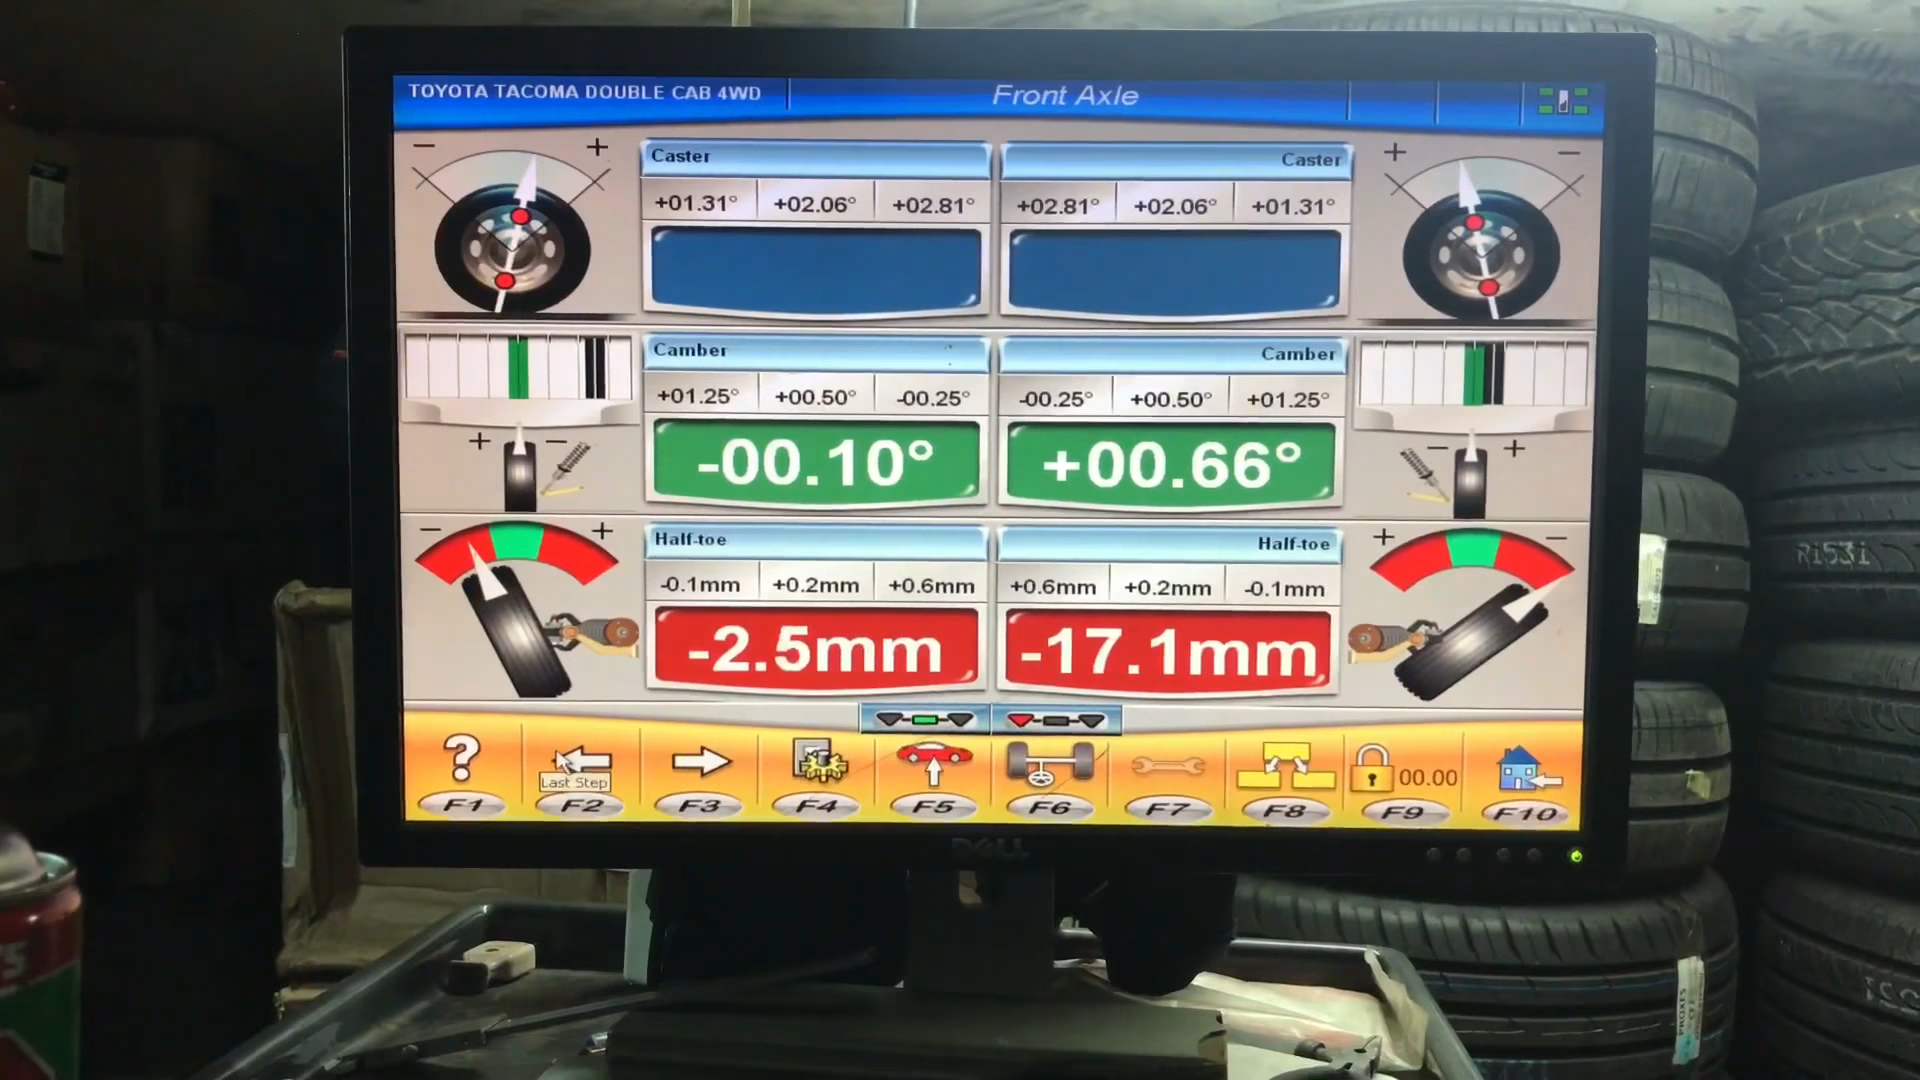 TOYOTA TACOMA DOUBLE CAB 4WD
Front Axle
Caster
+01.31° +02.06° +02.81°
Caster
+02.81° +02.06° +01.31°
Camber
+01.25° +00.50° -00.25°
-00.10°
Camber
-00.25° +00.50° +01.25°
+00.66°
Half-toe
-0.1mm +0.2mm +0.6mm
-2.5mm
Half-toe
+0.6mm +0.2mm -0.1mm
-17.1mm
?
Last Step
00.00
F1 F2 F3 F4 F5 F6 F7 F8 F9 F10
DELL
Ri53i
PROXES